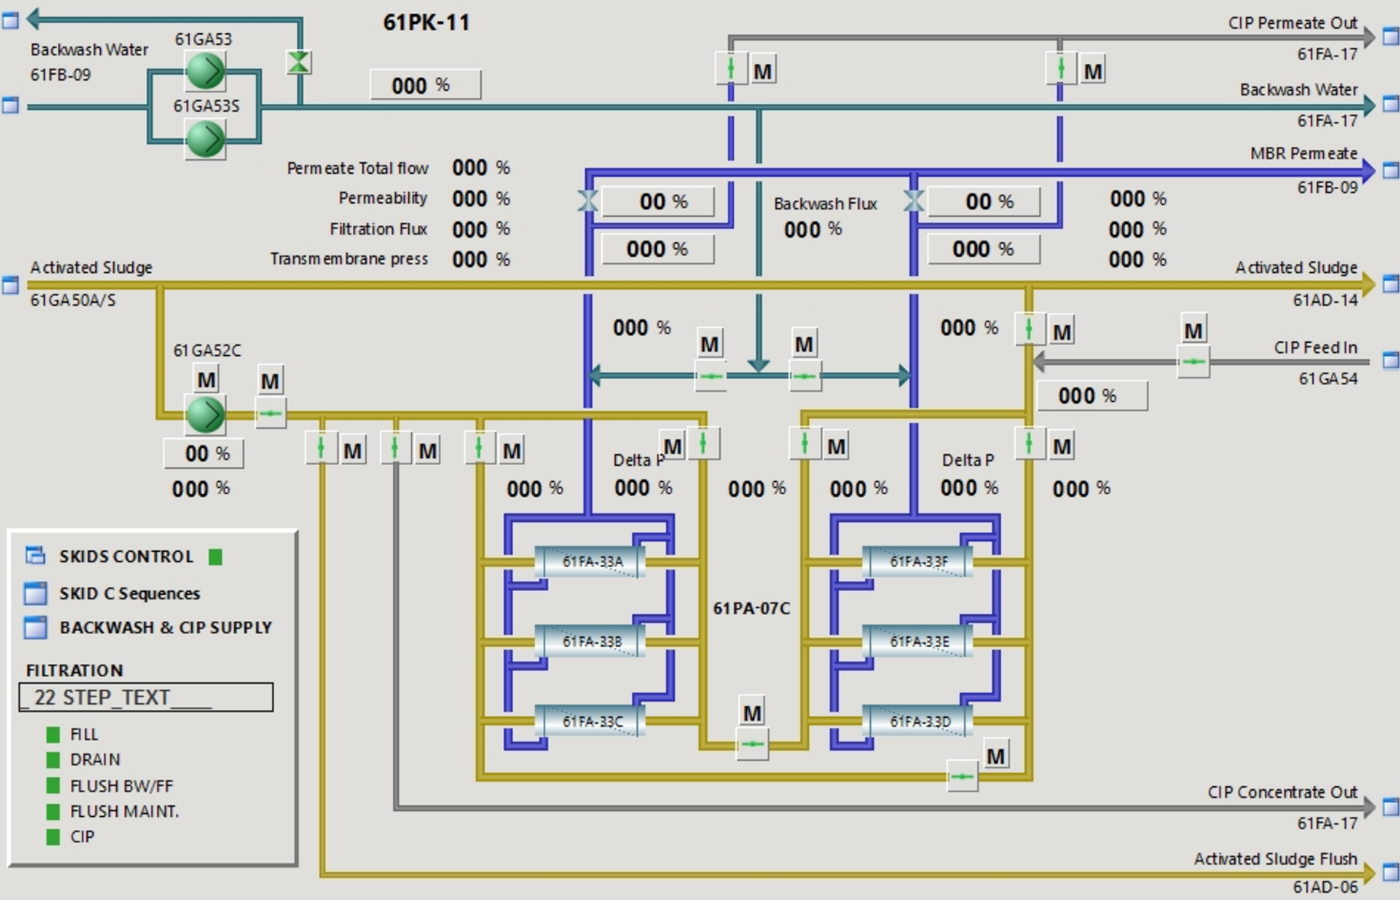 61PK-11
CIP Permeate Out
61FA-17
Backwash Water
61FB-09
61GA53
61GA53S
000 %
M
M
Backwash Water
61FA-17
MBR Permeate
61FB-09
Permeate Total flow 000 %
Permeability 000 %
Filtration Flux 000 %
Transmembrane press 000 %
00 %
000 %
Backwash Flux
000 %
00 %
000 %
000 %
000 %
000 %
Activated Sludge
61GA50A/S
Activated Sludge
61AD-14
000 %
M
M
000 %
M
M
CIP Feed In
61GA54
000 %
61GA52C
M
M
00 %
000 %
M
M
M
M
M
M
Delta P
000 %
000 %
000 %
000 %
Delta P
000 %
000 %
61FA-33A
61FA-33B
61FA-33C
61PA-07C
61FA-33F
61FA-33E
61FA-33D
M
M
SKIDS CONTROL
SKID C Sequences
BACKWASH & CIP SUPPLY
FILTRATION
_22 STEP_TEXT____
FILL
DRAIN
FLUSH BW/FF
FLUSH MAINT.
CIP
CIP Concentrate Out
61FA-17
Activated Sludge Flush
61AD-06